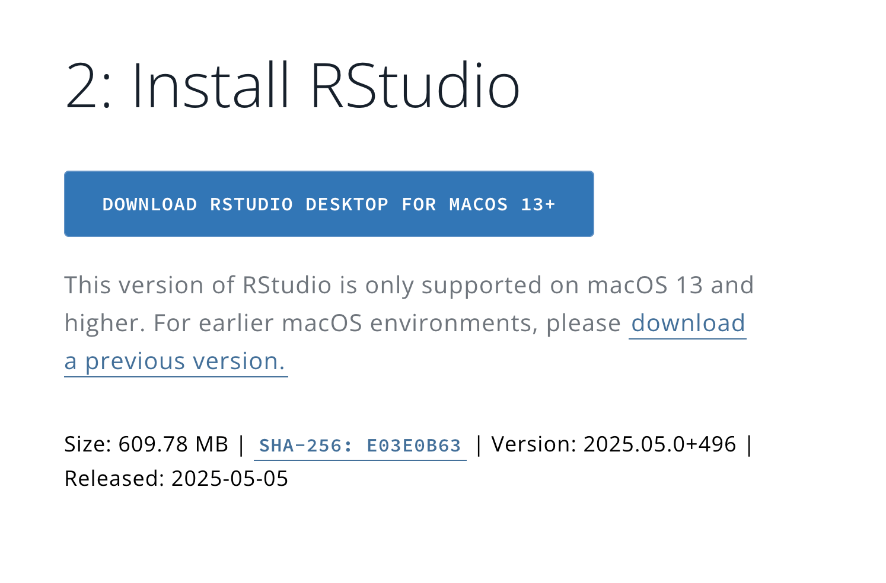 2: Install RStudio
DOWNLOAD RSTUDIO DESKTOP FOR MACOS 13+
This version of RStudio is only supported on macOS 13 and
higher. For earlier macOS environments, please download
a previous version.
Size: 609.78 MB | SHA-256: E03E0B63 | Version: 2025.05.0+496 |
Released: 2025-05-05